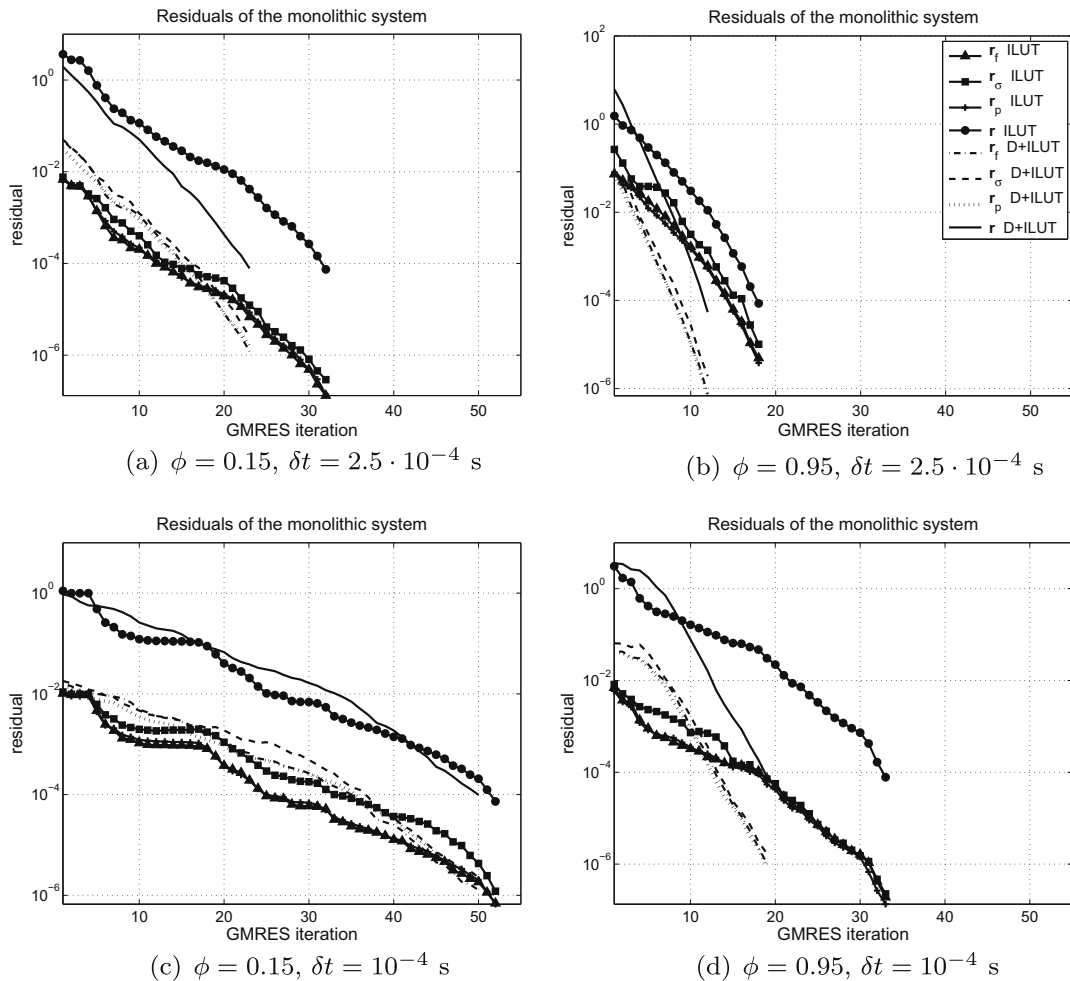 Residuals of the monolithic system
residual
10^0
10^-2
10^-4
10^-6
10 20 30 40 50
GMRES iteration
(a) ϕ = 0.15, δt = 2.5 · 10^−4 s
Residuals of the monolithic system
residual
10^2
10^0
10^-2
10^-4
10^-6
10 20 30 40 50
GMRES iteration
r_f ILUT
r_σ ILUT
r_p ILUT
r ILUT
r_f D+ILUT
r_σ D+ILUT
r_p D+ILUT
r D+ILUT
(b) ϕ = 0.95, δt = 2.5 · 10^−4 s
Residuals of the monolithic system
residual
10^0
10^-2
10^-4
10^-6
10 20 30 40 50
GMRES iteration
(c) ϕ = 0.15, δt = 10^−4 s
Residuals of the monolithic system
residual
10^0
10^-2
10^-4
10^-6
10 20 30 40 50
GMRES iteration
(d) ϕ = 0.95, δt = 10^−4 s